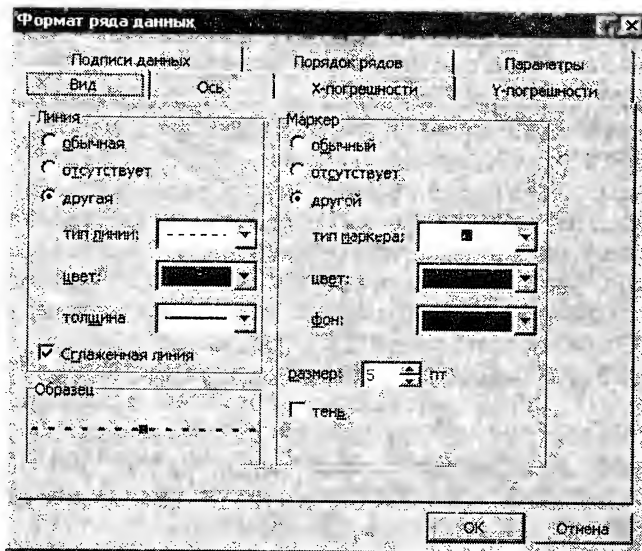 Формат ряда данных
Подписи данных
Порядок рядов
Параметры
Вид
Ось
X-погрешности
Y-погрешности
Линия
обычная
отсутствует
другая
тип линии:
цвет:
толщина
Сглаженная линия
Образец
Маркер
обычный
отсутствует
другой
тип маркера:
цвет:
фон:
размер: 5 пт
тень
OK
Отмена